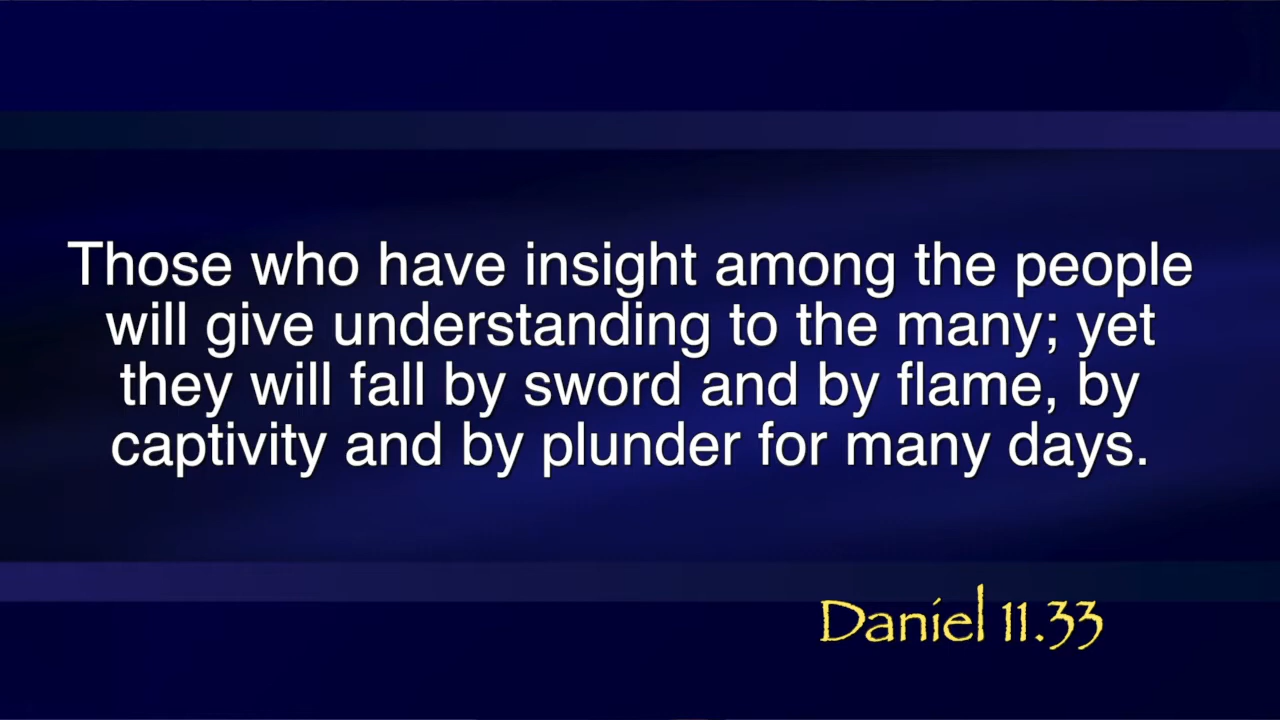 Those who have insight among the people
will give understanding to the many; yet
they will fall by sword and by flame, by
captivity and by plunder for many days.
Daniel 11.33